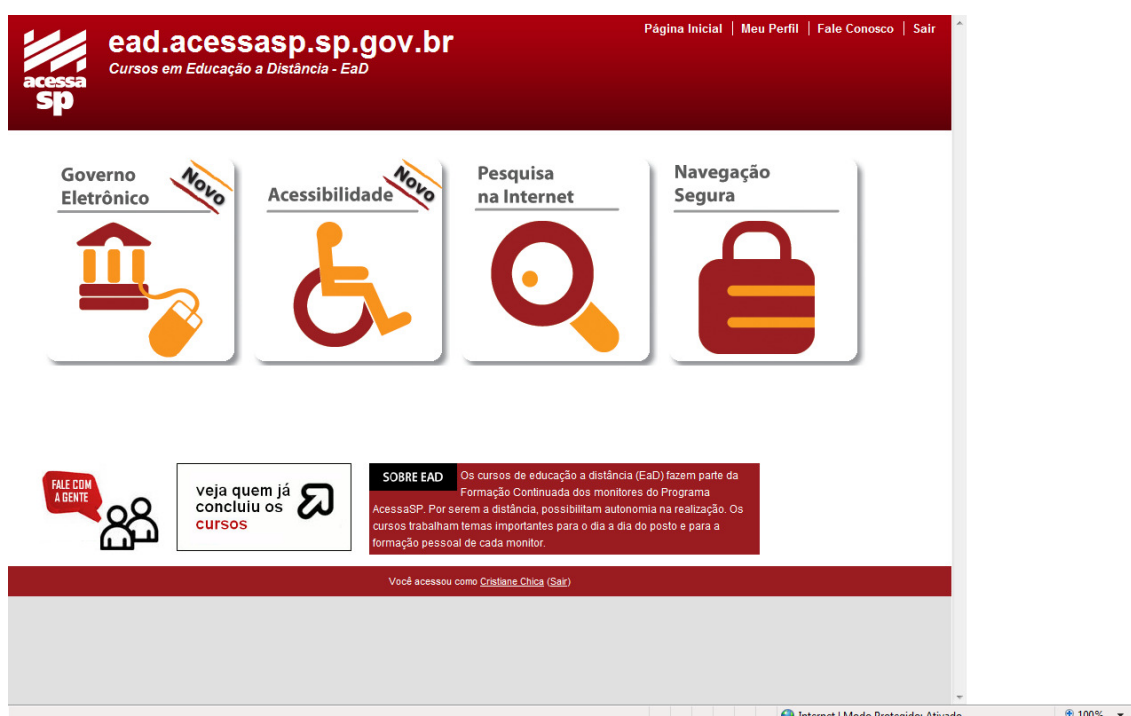 Página Inicial | Meu Perfil | Fale Conosco | Sair
acessa
sp
ead.acessasp.sp.gov.br
Cursos em Educação a Distância - EaD
Governo
Eletrônico
Novo
Acessibilidade
Novo
Pesquisa
na Internet
Navegação
Segura
FALE COM
A GENTE
veja quem já
concluiu os
cursos
SOBRE EAD Os cursos de educação a distância (EaD) fazem parte da
Formação Continuada dos monitores do Programa
AcessaSP. Por serem a distância, possibilitam autonomia na realização. Os
cursos trabalham temas importantes para o dia a dia do posto e para a
formação pessoal de cada monitor.
Você acessou como Cristiane Chica (Sair)
Internet | Modo Protegido: Ativado
100%